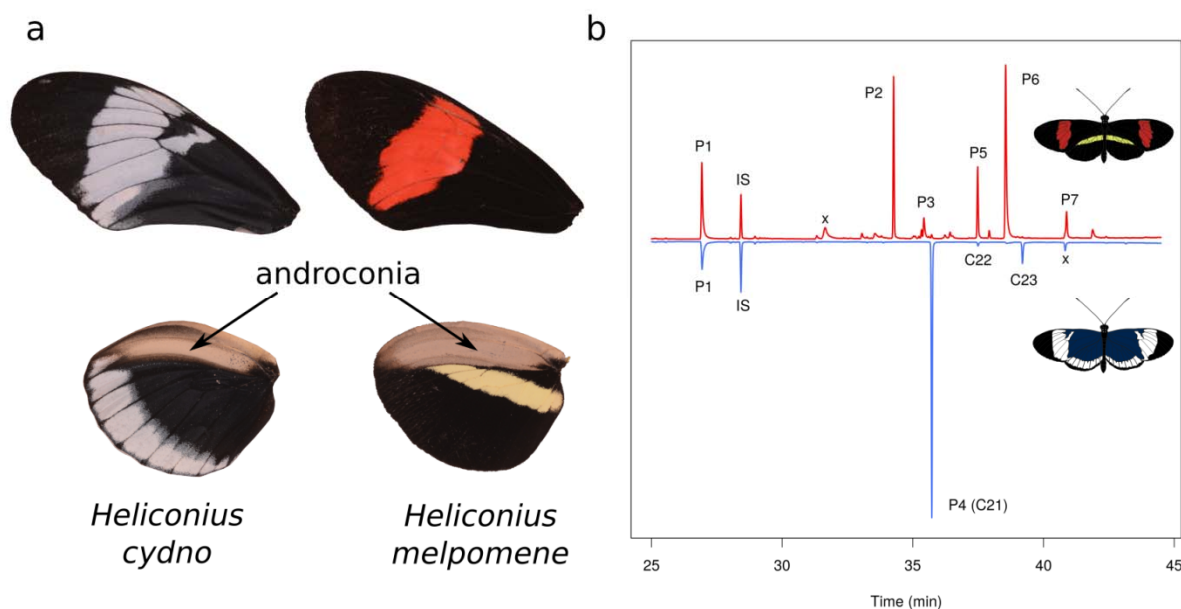 a
androconia
Heliconius
cydno
Heliconius
melpomene
b
P1
IS
x
P2
P3
P5
P6
P7
P1
IS
C22
C23
x
P4 (C21)
25
30
35
40
45
Time (min)